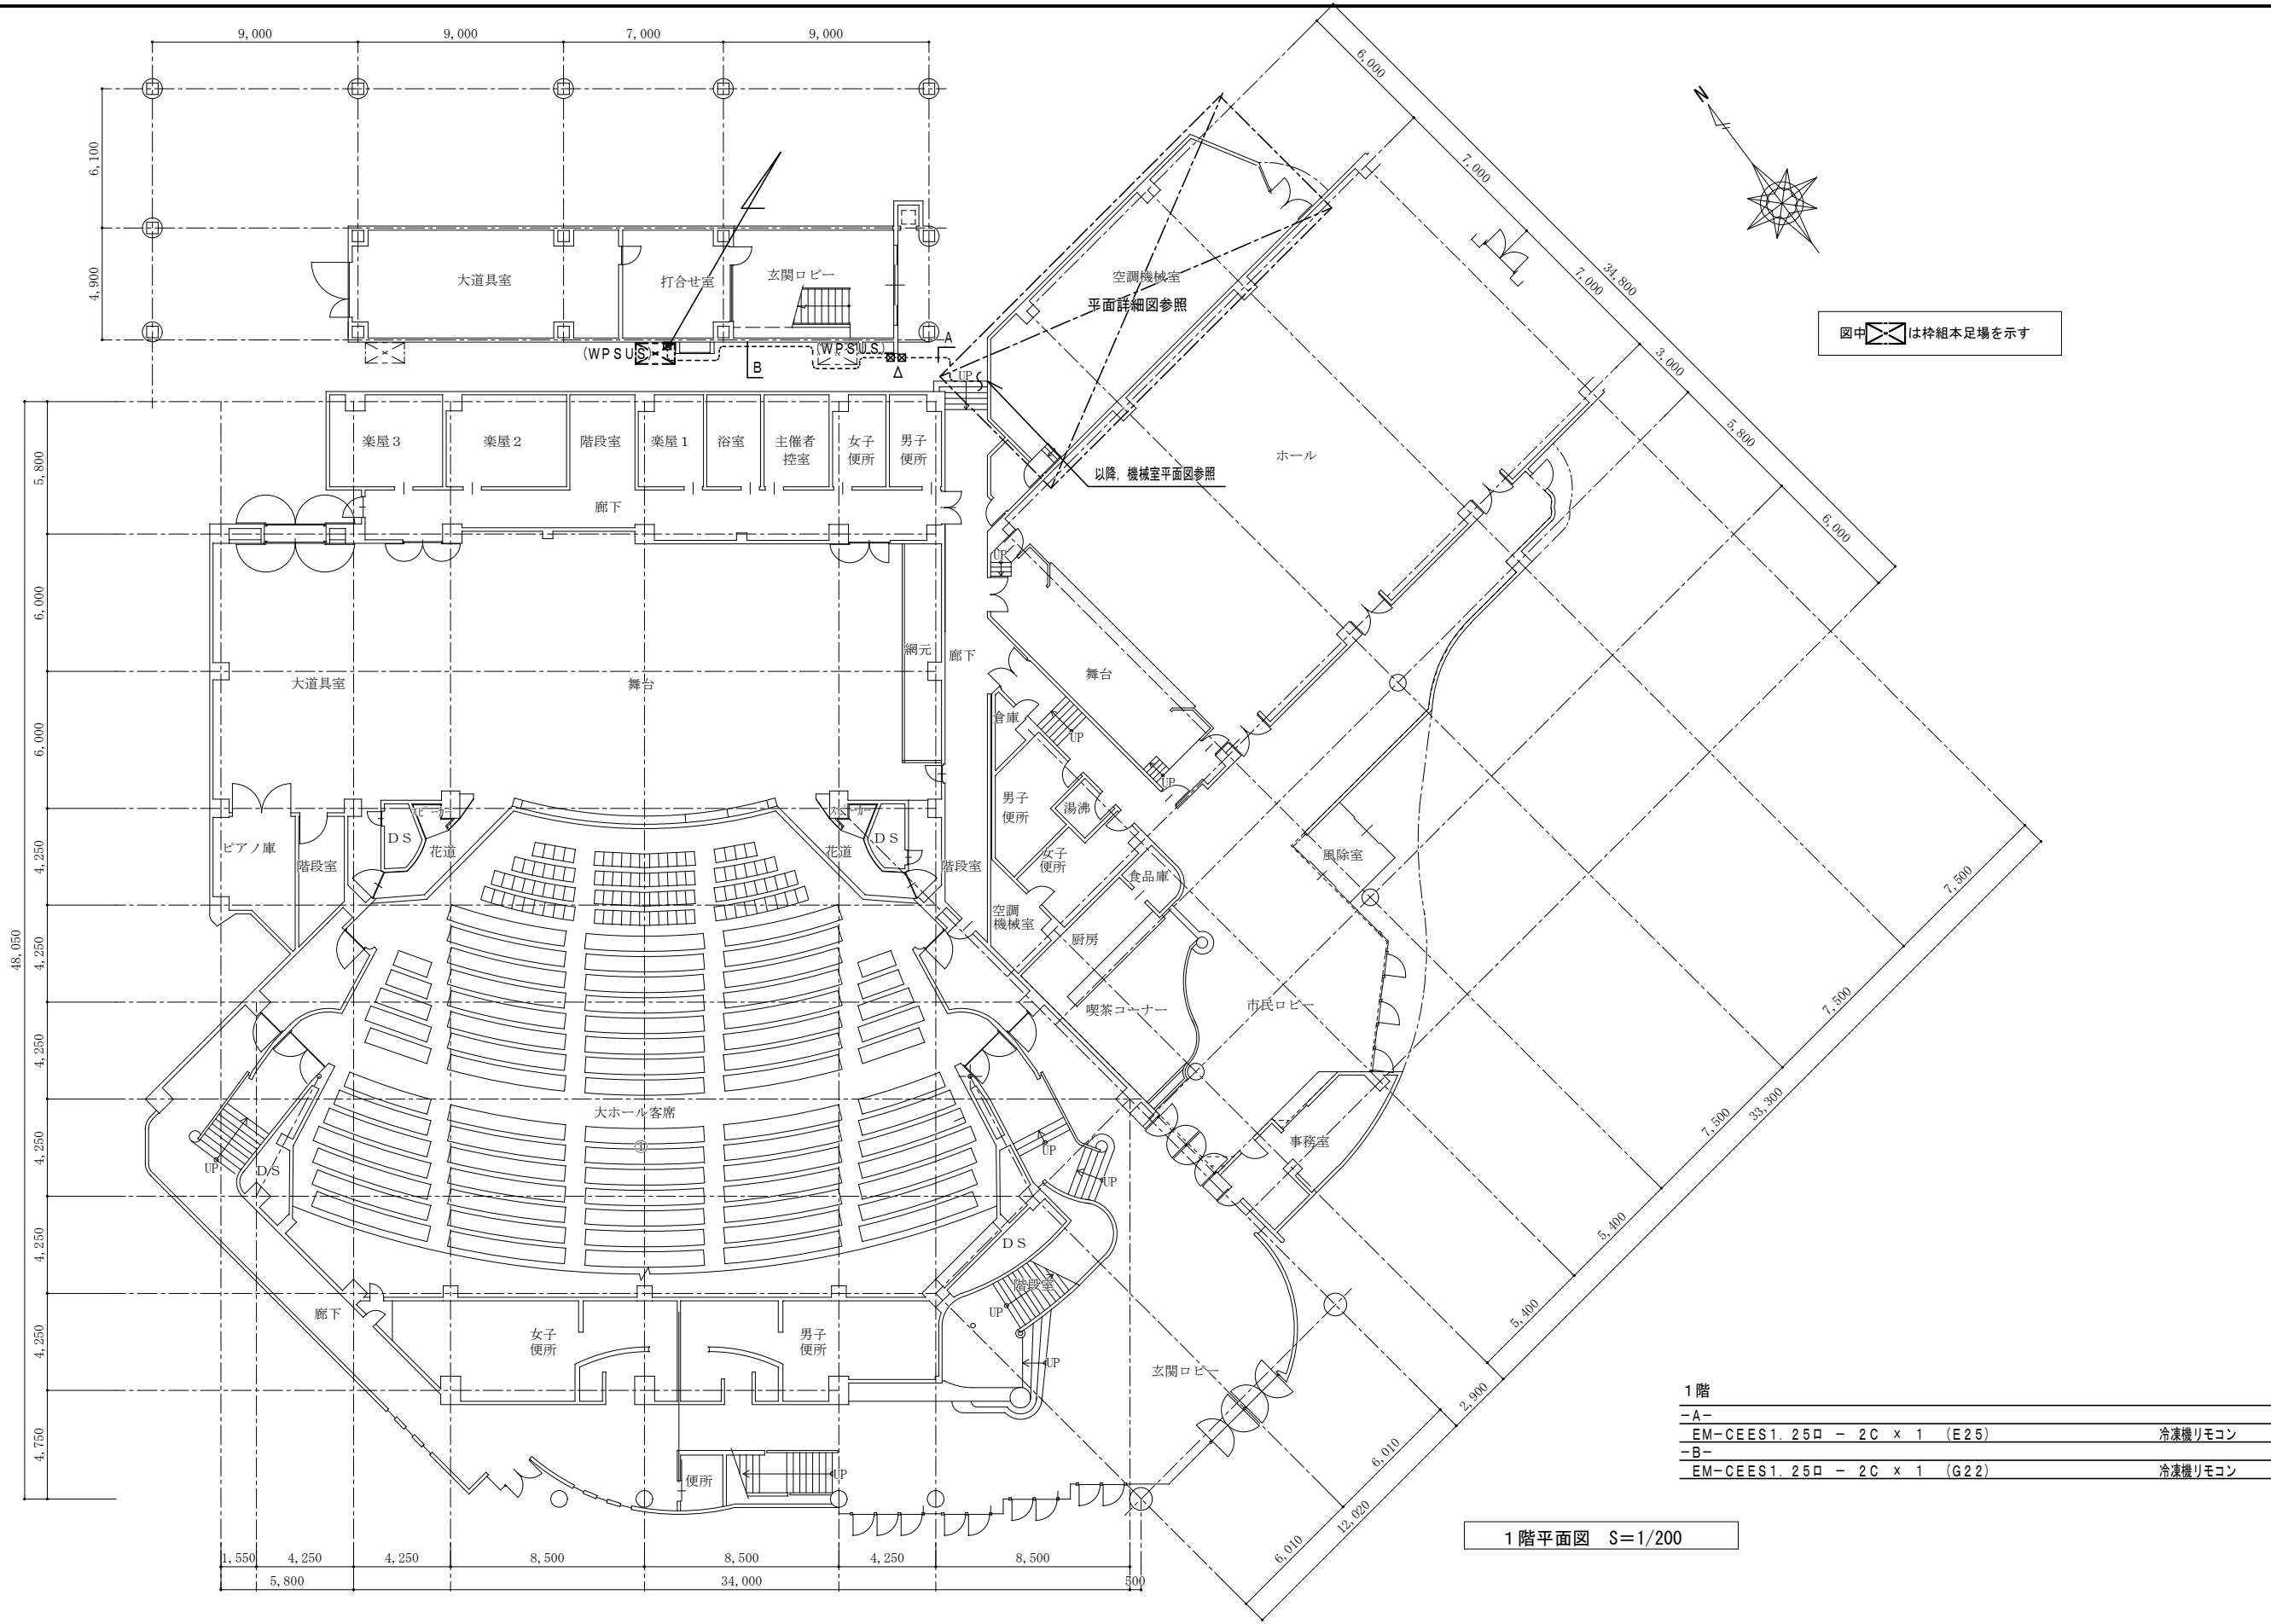 9,000
9,000
7,000
9,000
6,100
4,900
大道具室
打合せ室
玄関ロビー
(WPSUS)
(WPSUS)
A
B
UP
空調機械室
平面詳細図参照
以降，機械室平面図参照
ホール
N
図中
は枠組本足場を示す
6,000
7,000
7,000
34,800
3,000
5,800
6,000
楽屋３
楽屋２
階段室
楽屋１
浴室
主催者
控室
女子
便所
男子
便所
廊下
UP
48,050
5,800
6,000
6,000
4,250
4,250
4,250
4,250
4,250
4,250
4,750
大道具室
舞台
網元
廊下
舞台
倉庫
UP
UP
男子
便所
湯沸
女子
便所
食品庫
空調
機械室
厨房
喫茶コーナー
市民ロビー
風除室
事務室
ピアノ庫
階段室
ＤＳ
花道
花道
ＤＳ
階段室
大ホール客席
①
UP
ＤＳ
UP
UP
ＤＳ
階段室
UP
UP
廊下
女子
便所
男子
便所
玄関ロビー
便所
UP
7,500
7,500
7,500
33,300
5,400
5,400
2,900
6,010
12,020
6,010
1,550
4,250
4,250
8,500
8,500
4,250
8,500
5,800
34,000
500
１階
−Ａ−
EM−CEES1.25□ − 2C × 1 (E25) 冷凍機リモコン
−Ｂ−
EM−CEES1.25□ − 2C × 1 (G22) 冷凍機リモコン
１階平面図 S=1/200